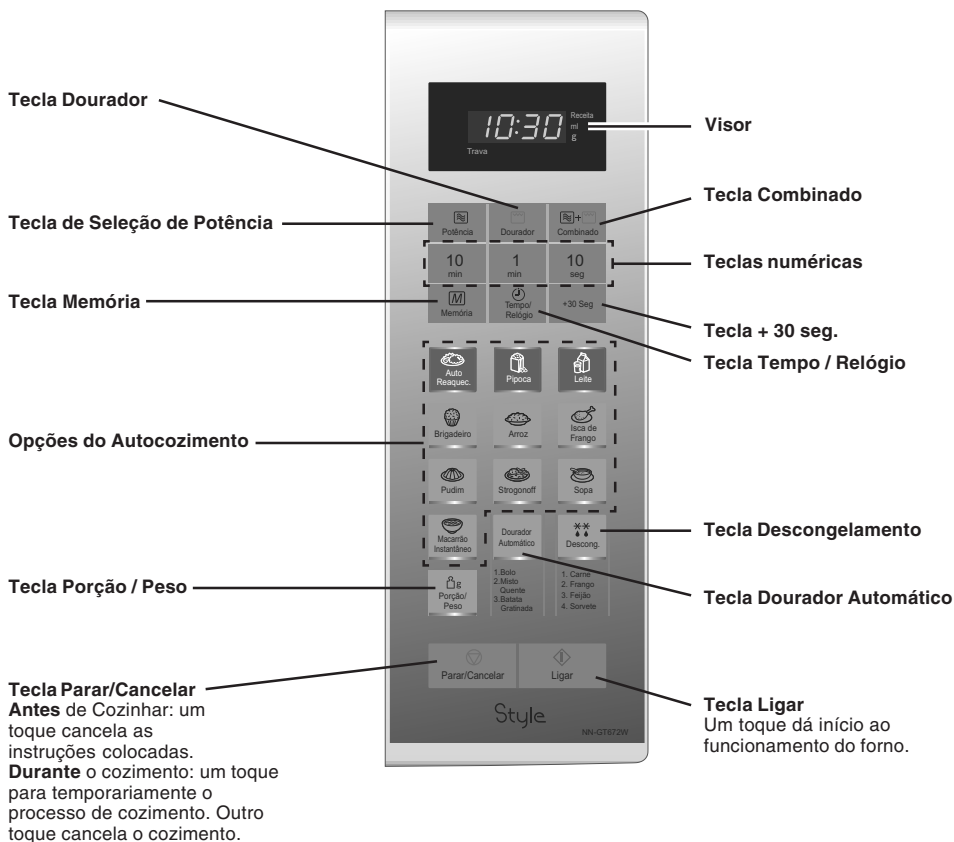 Tecla Dourador
Tecla de Seleção de Potência
Tecla Memória
Opções do Autocozimento
Tecla Porção / Peso
Tecla Parar/Cancelar
Antes de Cozinhar: um
toque cancela as
instruções colocadas.
Durante o cozimento: um toque
para temporariamente o
processo de cozimento. Outro
toque cancela o cozimento.
10:30
Receita
ml
g
Trava
Potência
Dourador
+
Combinado
10
min
1
min
10
seg
M
Memória
Tempo/
Relógio
+30 Seg
Auto
Reaquec.
Pipoca
Leite
Brigadeiro
Arroz
Isca de
Frango
Pudim
Strogonoff
Sopa
Macarrão
Instantâneo
Dourador
Automático
Descong.
g
Porção/
Peso
1.Bolo
2.Misto
Quente
3.Batata
Gratinada
1. Carne
2. Frango
3. Feijão
4. Sorvete
Parar/Cancelar
Ligar
Style
NN-GT672W
Visor
Tecla Combinado
Teclas numéricas
Tecla + 30 seg.
Tecla Tempo / Relógio
Tecla Descongelamento
Tecla Dourador Automático
Tecla Ligar
Um toque dá início ao
funcionamento do forno.